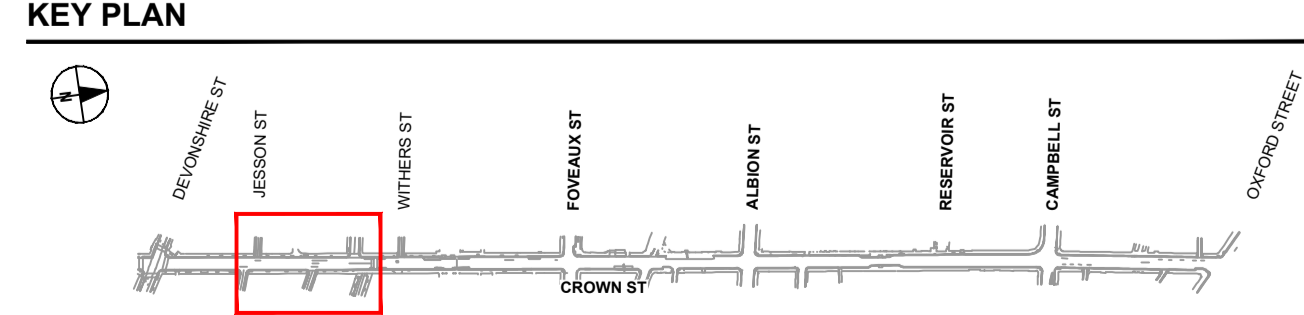 KEY PLAN
N
DEVONSHIRE ST
JESSON ST
WITHERS ST
FOVEAUX ST
ALBION ST
RESERVOIR ST
CAMPBELL ST
OXFORD STREET
CROWN ST